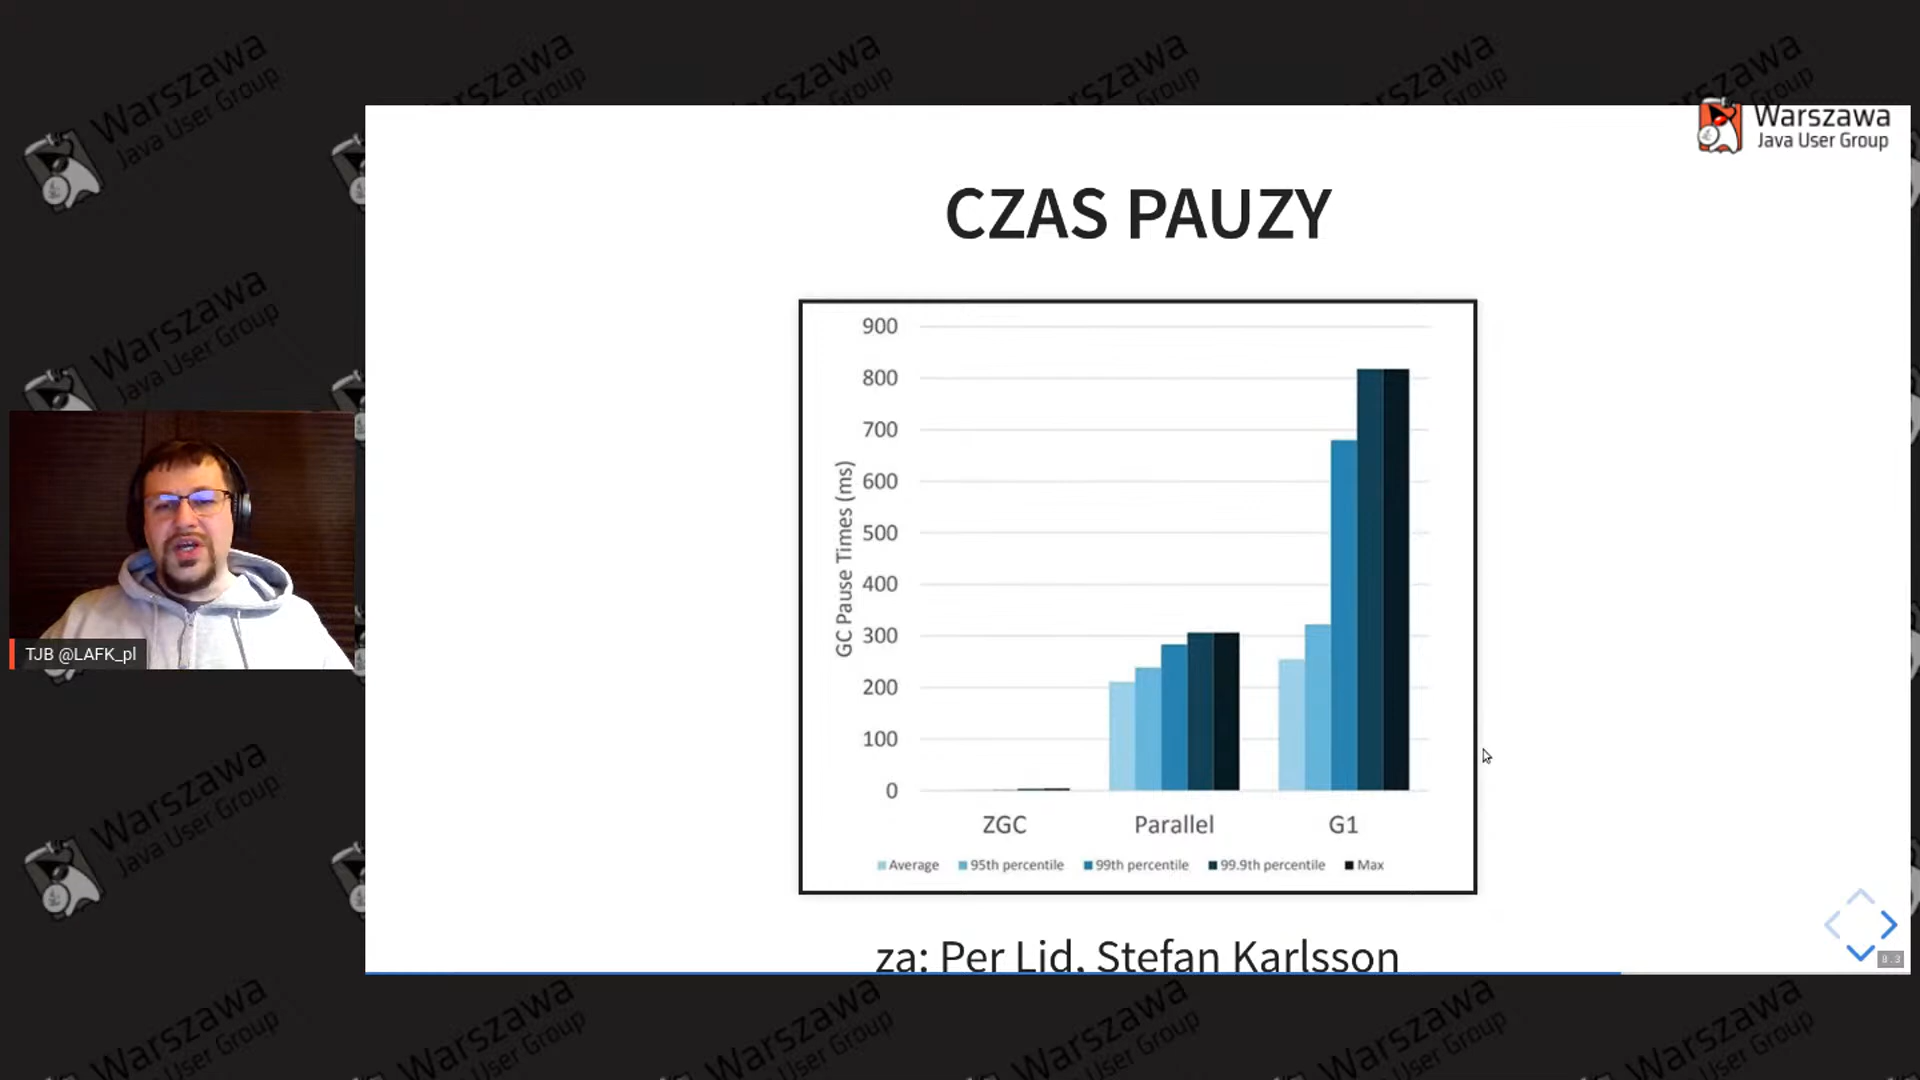 Warszawa
Java User Group
CZAS PAUZY
900
800
700
600
500
400
300
200
100
0
GC Pause Times (ms)
ZGC
Parallel
G1
Average
95th percentile
99th percentile
99.9th percentile
Max
za: Per Lid, Stefan Karlsson
TJB @LAFK_pl
8.3